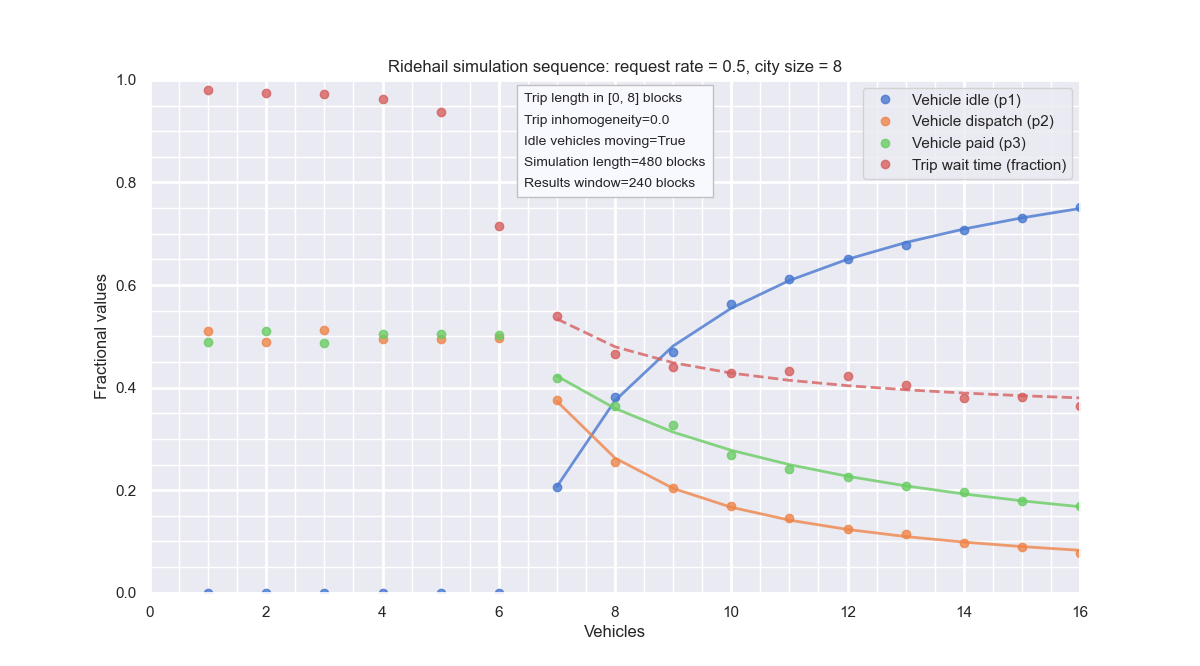 Ridehail simulation sequence: request rate = 0.5, city size = 8
1.0
0.8
0.6
0.4
0.2
0.0
Fractional values
Trip length in [0, 8] blocks
Trip inhomogeneity=0.0
Idle vehicles moving=True
Simulation length=480 blocks
Results window=240 blocks
Vehicle idle (p1)
Vehicle dispatch (p2)
Vehicle paid (p3)
Trip wait time (fraction)
0 2 4 6 8 10 12 14 16
Vehicles